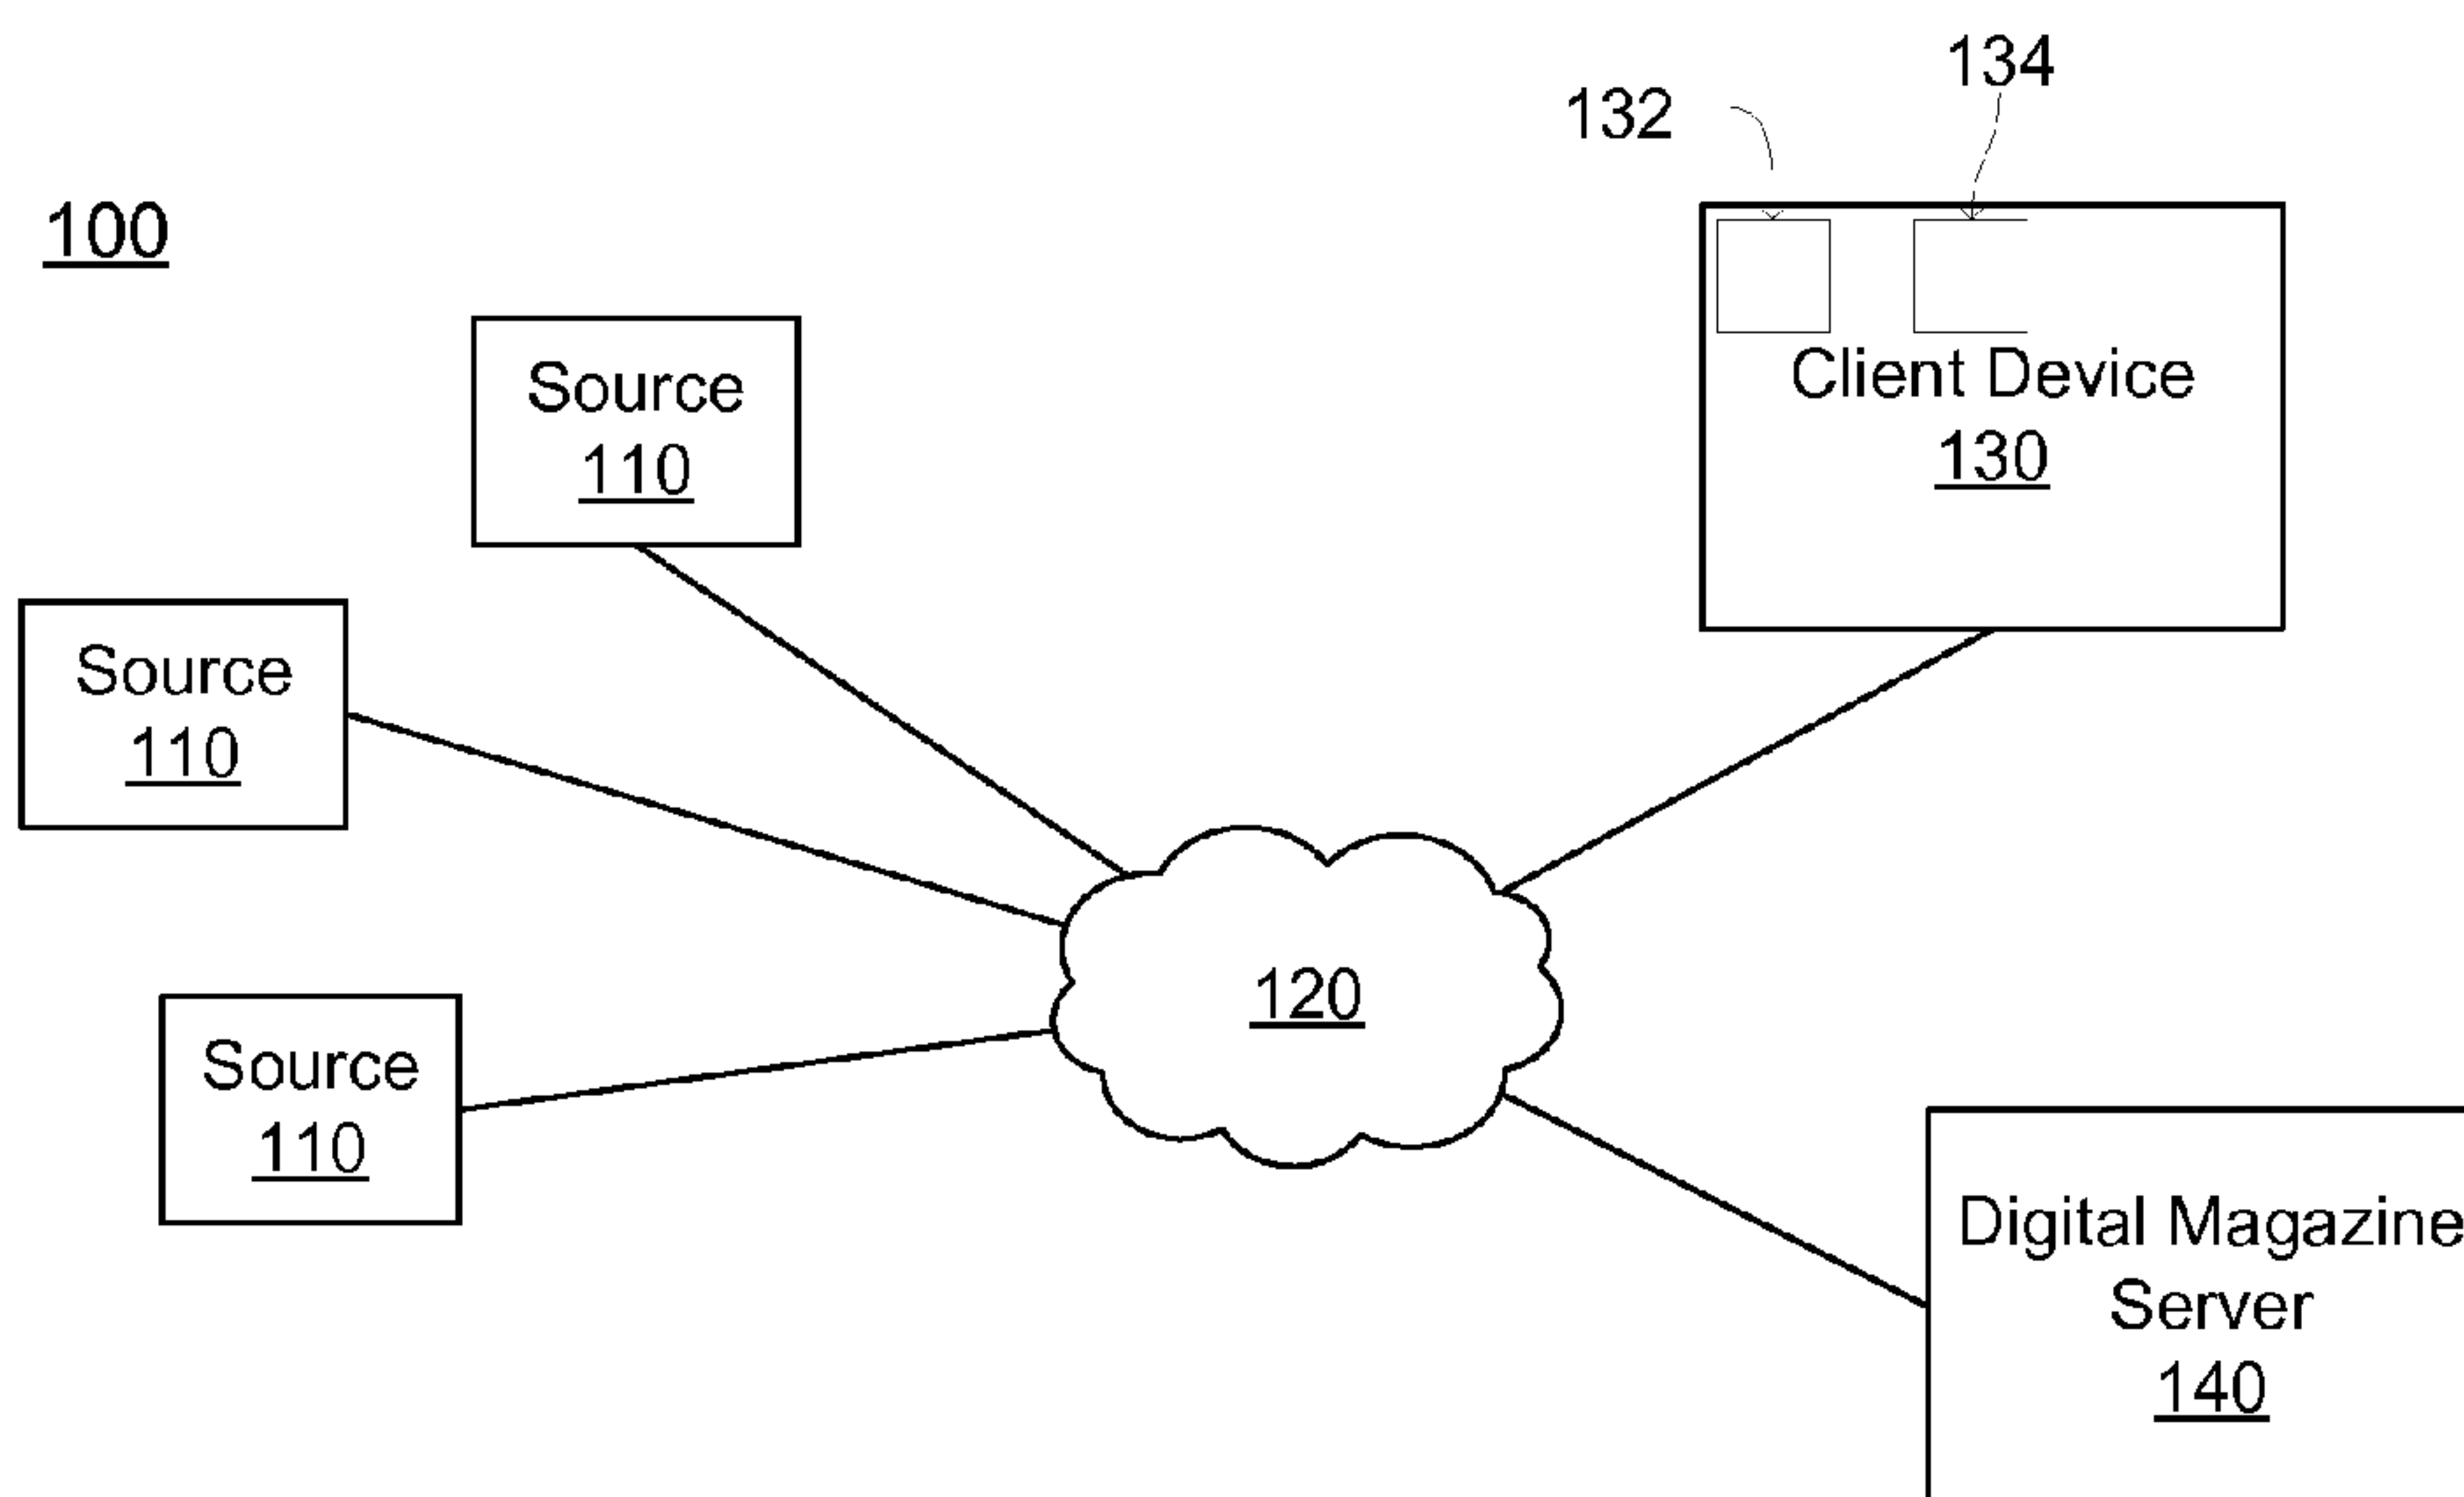 134
132
100
Source
110
Client Device
130
Source
110
120
Source
110
Digital Magazine
Server
140